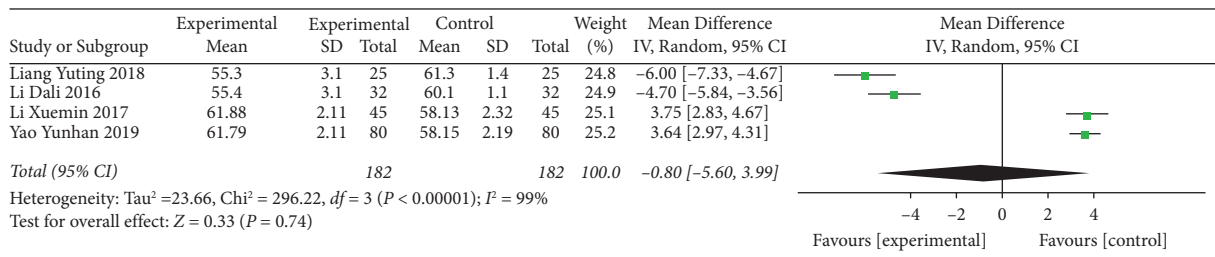 Experimental Experimental Control Weight Mean Difference Mean Difference
Study or Subgroup Mean SD Total Mean SD Total (%) IV, Random, 95% CI IV, Random, 95% CI
Liang Yuting 2018 55.3 3.1 25 61.3 1.4 25 24.8 –6.00 [–7.33, –4.67]
Li Dali 2016 55.4 3.1 32 60.1 1.1 32 24.9 –4.70 [–5.84, –3.56]
Li Xuemin 2017 61.88 2.11 45 58.13 2.32 45 25.1 3.75 [2.83, 4.67]
Yao Yunhan 2019 61.79 2.11 80 58.15 2.19 80 25.2 3.64 [2.97, 4.31]
Total (95% CI) 182 182 100.0 –0.80 [–5.60, 3.99]
Heterogeneity: Tau² =23.66, Chi² = 296.22, df = 3 (P < 0.00001); I² = 99%
Test for overall effect: Z = 0.33 (P = 0.74)
–4 –2 0 2 4
Favours [experimental] Favours [control]